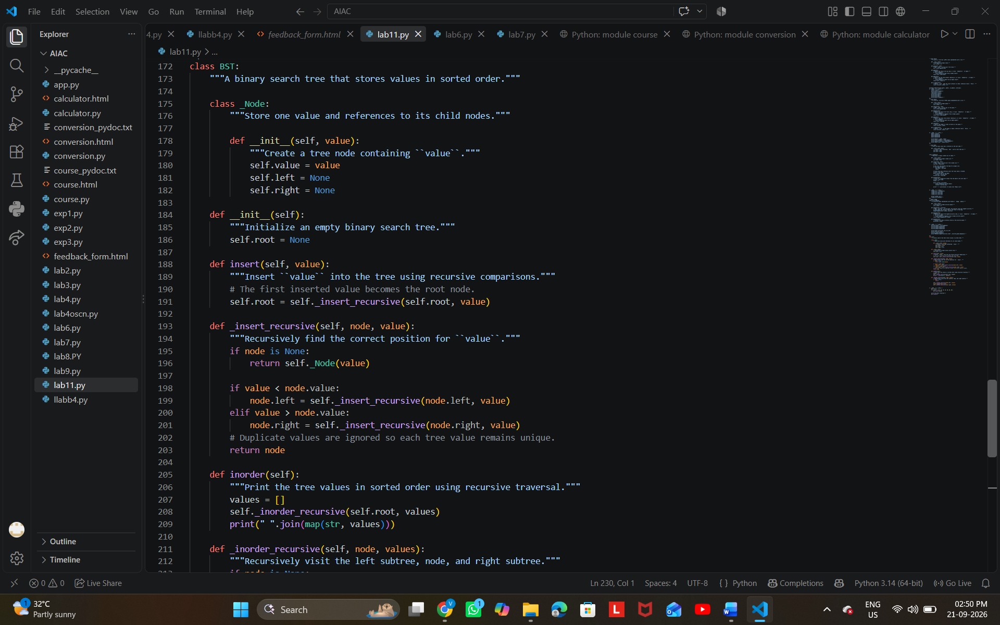 File Edit Selection View Go Run Terminal Help
AIAC
Explorer
4.py
llabb4.py
feedback_form.html
lab11.py
lab6.py
lab7.py
Python: module course
Python: module conversion
Python: module calculator
AIAC
__pycache__
app.py
calculator.html
calculator.py
conversion_pydoc.txt
conversion.html
conversion.py
course_pydoc.txt
course.html
course.py
exp1.py
exp2.py
exp3.py
feedback_form.html
lab2.py
lab3.py
lab4.py
lab4oscn.py
lab6.py
lab7.py
lab8.PY
lab9.py
lab11.py
llabb4.py
Outline
Timeline
lab11.py > ...
172 class BST:
173     """A binary search tree that stores values in sorted order."""
174
175     class _Node:
176         """Store one value and references to its child nodes."""
177
178         def __init__(self, value):
179             """Create a tree node containing ``value``."""
180             self.value = value
181             self.left = None
182             self.right = None
183
184     def __init__(self):
185         """Initialize an empty binary search tree."""
186         self.root = None
187
188     def insert(self, value):
189         """Insert ``value`` into the tree using recursive comparisons."""
190         # The first inserted value becomes the root node.
191         self.root = self._insert_recursive(self.root, value)
192
193     def _insert_recursive(self, node, value):
194         """Recursively find the correct position for ``value``."""
195         if node is None:
196             return self._Node(value)
197
198         if value < node.value:
199             node.left = self._insert_recursive(node.left, value)
200         elif value > node.value:
201             node.right = self._insert_recursive(node.right, value)
202         # Duplicate values are ignored so each tree value remains unique.
203         return node
204
205     def inorder(self):
206         """Print the tree values in sorted order using recursive traversal."""
207         values = []
208         self._inorder_recursive(self.root, values)
209         print(" ".join(map(str, values)))
210
211     def _inorder_recursive(self, node, values):
212         """Recursively visit the left subtree, node, and right subtree."""
213         if node is None:
0 0 Live Share
Ln 230, Col 1 Spaces: 4 UTF-8 { } Python Completions Python 3.14 (64-bit) Go Live
1
32°C
Partly sunny
Search
V
1
L
W
ENG
US
02:50 PM
21-09-2026